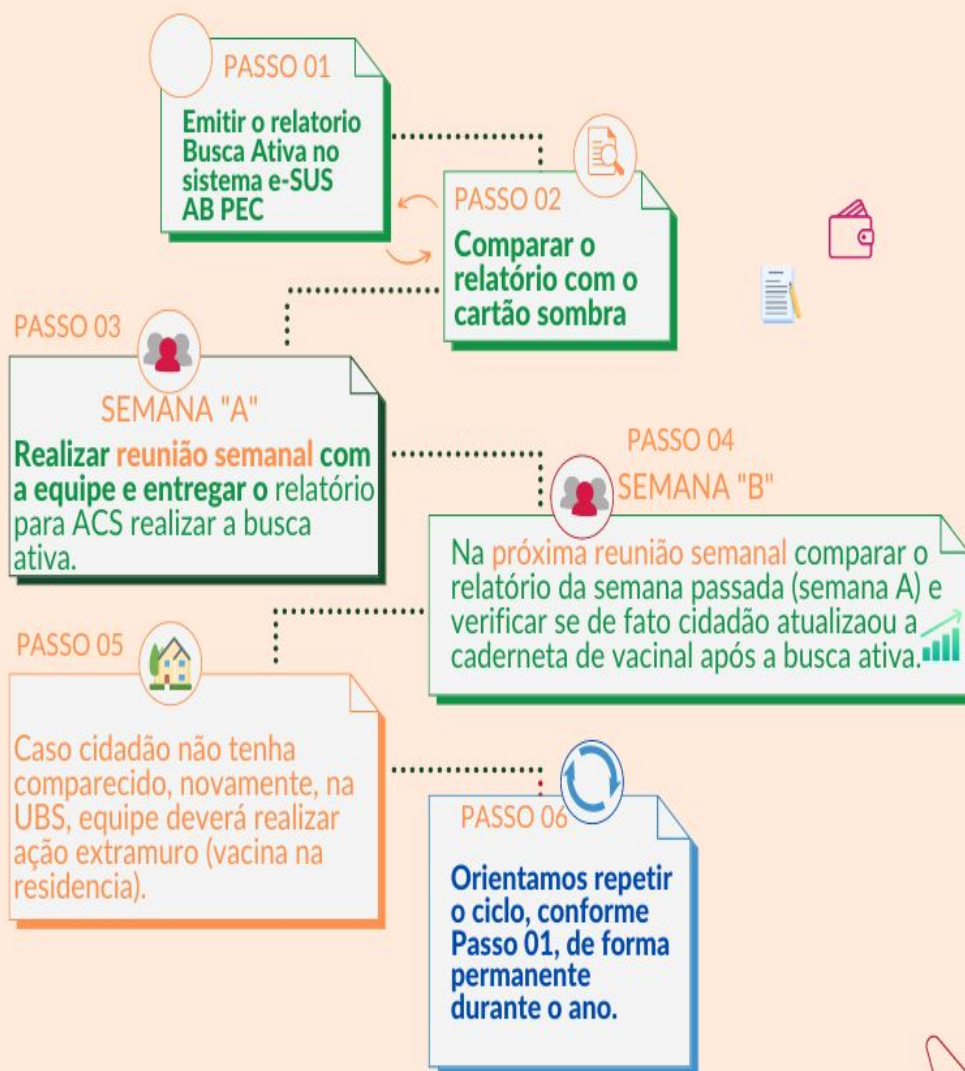 PASSO 01
Emitir o relatorio
Busca Ativa no
sistema e-SUS
AB PEC
PASSO 02
Comparar o
relatório com o
cartão sombra
PASSO 03
SEMANA "A"
Realizar reunião semanal com
a equipe e entregar o relatório
para ACS realizar a busca
ativa.
PASSO 04
SEMANA "B"
Na próxima reunião semanal comparar o
relatório da semana passada (semana A) e
verificar se de fato cidadão atualizaou a
caderneta de vacinal após a busca ativa.
PASSO 05
Caso cidadão não tenha
comparecido, novamente, na
UBS, equipe deverá realizar
ação extramuro (vacina na
residencia).
PASSO 06
Orientamos repetir
o ciclo, conforme
Passo 01, de forma
permanente
durante o ano.